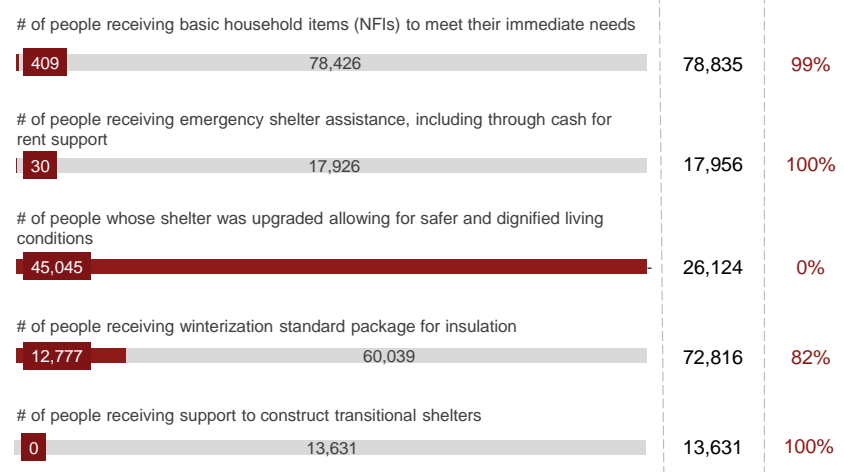 # of people receiving basic household items (NFIs) to meet their immediate needs
409 78,426 78,835 99%
# of people receiving emergency shelter assistance, including through cash for
rent support
30 17,926 17,956 100%
# of people whose shelter was upgraded allowing for safer and dignified living
conditions
45,045 - 26,124 0%
# of people receiving winterization standard package for insulation
12,777 60,039 72,816 82%
# of people receiving support to construct transitional shelters
0 13,631 13,631 100%